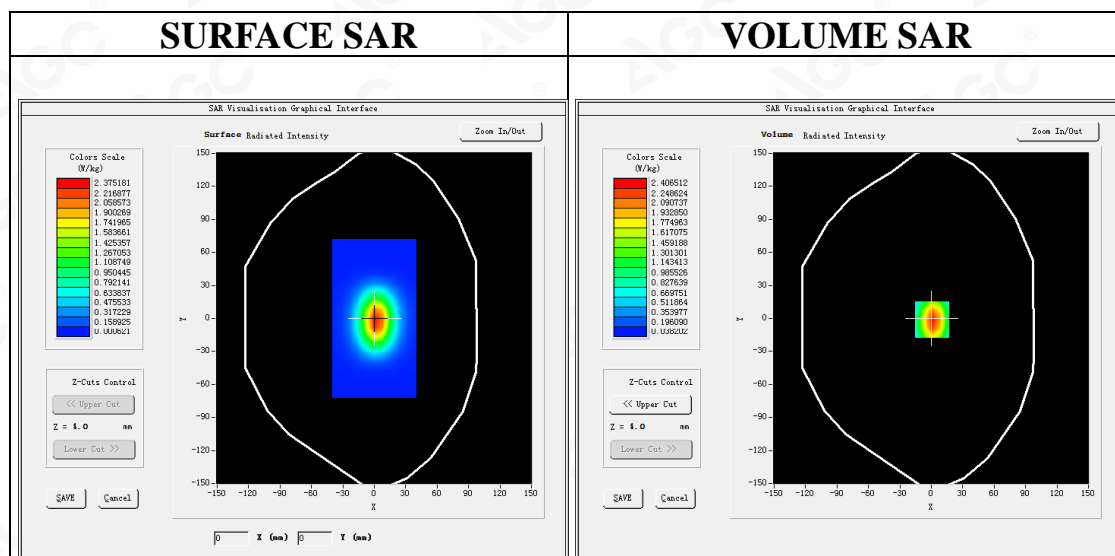 SURFACE SAR
VOLUME SAR
SAR Visualisation Graphical Interface
Surface Radiated Intensity
Zoom In/Out
Colors Scale
(W/kg)
2.375181
2.216877
2.058573
1.900269
1.741965
1.583661
1.425357
1.267053
1.108749
0.950445
0.792141
0.633837
0.475533
0.317229
0.158925
0.000621
150
120
90
60
30
0
-30
-60
-90
-120
-150
Y
-150 -120 -90 -60 -30 0 30 60 90 120 150
X
Z-Cuts Control
<< Upper Cut
Z = 4.0 mm
Lower Cut >>
SAVE Cancel
0 X (mm) 0 Y (mm)
SAR Visualisation Graphical Interface
Volume Radiated Intensity
Zoom In/Out
Colors Scale
(W/kg)
2.406512
2.248624
2.090737
1.932850
1.774963
1.617075
1.459188
1.301301
1.143413
0.985526
0.827639
0.669751
0.511864
0.353977
0.196090
0.038202
150
120
90
60
30
0
-30
-60
-90
-120
-150
Y
-150 -120 -90 -60 -30 0 30 60 90 120 150
X
Z-Cuts Control
<< Upper Cut
Z = 4.0 mm
Lower Cut >>
SAVE Cancel
AGC